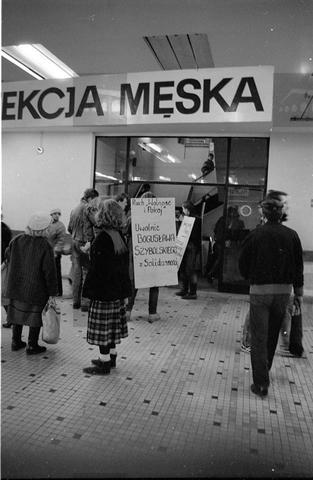 EKCJA MĘSKA
Ruch "Wolność
i Pokój"
Uwolnić
BOGUSŁAWA
SZYBOLSKIEGO
z Solidarności